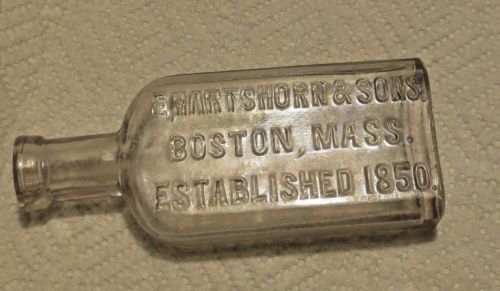 E. HARTSHORN & SONS.
BOSTON, MASS.
ESTABLISHED 1850.